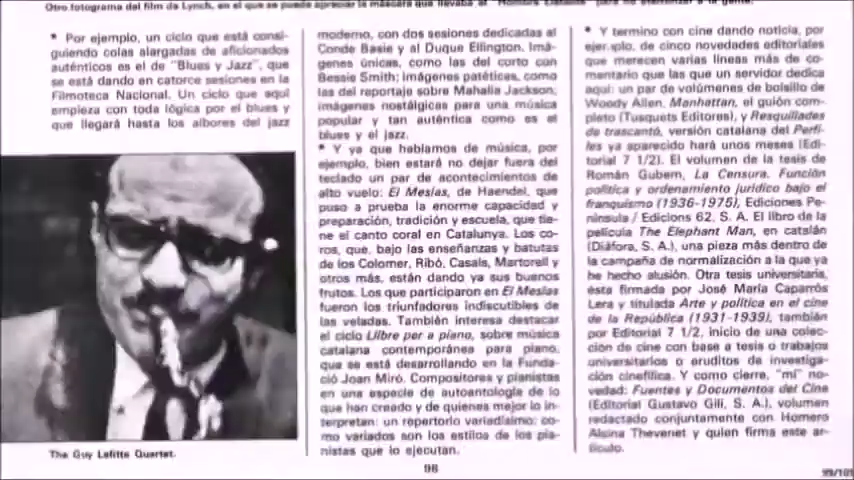 Otro fotograma del film de Lynch, en el que se puede apreciar la máscara que llevaba el "Hombre Elefante" para no aterrorizar a la gente.
* Por ejemplo, un ciclo que está consi-
guiendo colas alargadas de aficionados
auténticos es el de "Blues y Jazz", que
se está dando en catorce sesiones en la
Filmoteca Nacional. Un ciclo que aquí
empieza con toda lógica por el blues y
que llegará hasta los albores del jazz
The Guy Lafitte Quartet.
moderno, con dos sesiones dedicadas al
Conde Basie y al Duque Ellington. Imá-
genes únicas, como las del corto con
Bessie Smith; imágenes patéticas, como
las del reportaje sobre Mahalia Jackson;
imágenes nostálgicas para una música
popular y tan auténtica como es el
blues y el jazz.
* Y ya que hablamos de música, por
ejemplo, bien estará no dejar fuera del
teclado un par de acontecimientos de
alto vuelo: El Mesías, de Haendel, que
puso a prueba la enorme capacidad y
preparación, tradición y escuela, que tie-
ne el canto coral en Catalunya. Los co-
ros, que, bajo las enseñanzas y batutas
de los Colomer, Ribó, Casals, Martorell y
otros más, están dando ya sus buenos
frutos. Los que participaron en El Mesías
fueron los triunfadores indiscutibles de
las veladas. También interesa destacar
el ciclo Llibre per a piano, sobre música
catalana contemporánea para piano,
que se está desarrollando en la Funda-
ció Joan Miró. Compositores y pianistas
en una especie de autoantología de lo
que han creado y de quienes mejor lo in-
terpretan: un repertorio variadísimo; co-
mo variados son los estilos de los pia-
nistas que lo ejecutan.
* Y termino con cine dando noticia, por
ejemplo, de cinco novedades editoriales
que merecen varias líneas más de co-
mentario que las que un servidor dedica
aquí: un par de volúmenes de bolsillo de
Woody Allen, Manhattan, el guión com-
pleto (Tusquets Editores), y Resquillades
de trascantó, versión catalana del Perfi-
les ya aparecido hará unos meses (Edi-
torial 7 1/2). El volumen de la tesis de
Román Gubern, La Censura. Función
política y ordenamiento jurídico bajo el
franquismo (1936-1975), Ediciones Pe-
nínsula / Edicions 62, S. A. El libro de la
película The Elephant Man, en catalán
(Diáfora, S. A.), una pieza más dentro de
la campaña de normalización a la que ya
he hecho alusión. Otra tesis universitaria,
ésta firmada por José María Caparrós
Lera y titulada Arte y política en el cine
de la República (1931-1939), también
por Editorial 7 1/2, inicio de una colec-
ción de cine con base a tesis o trabajos
universitarios o eruditos de investiga-
ción cinefílica. Y como cierre, "mi" no-
vedad: Fuentes y Documentos del Cine
(Editorial Gustavo Gili, S. A.), volumen
redactado conjuntamente con Homero
Alsina Thevenet y quien firma este ar-
tículo.
98
99/101